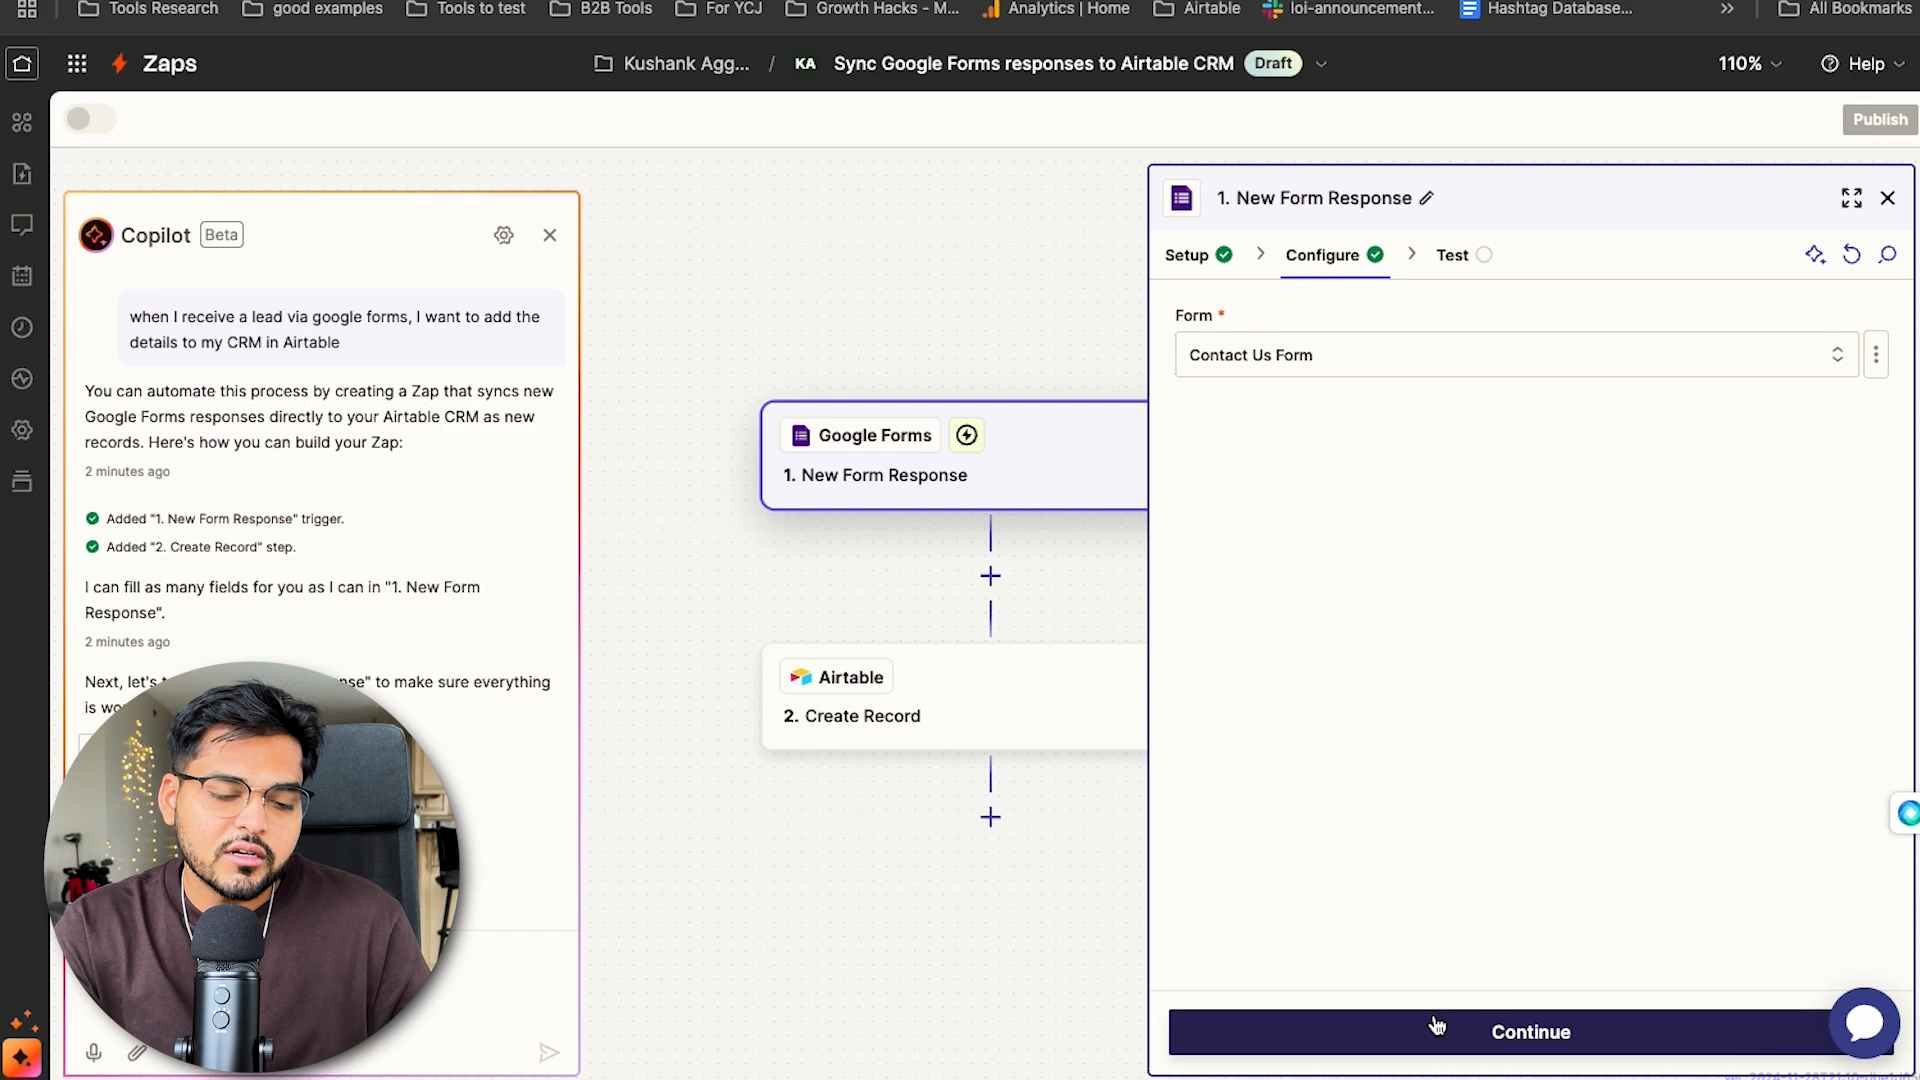 Tools Research
good examples
Tools to test
B2B Tools
For YCJ
Growth Hacks - M...
Analytics | Home
Airtable
loi-announcement...
Hashtag Database...
All Bookmarks
Zaps
Kushank Agg...
/
KA
Sync Google Forms responses to Airtable CRM
Draft
110%
Help
Publish
Copilot
Beta
when I receive a lead via google forms, I want to add the
details to my CRM in Airtable
You can automate this process by creating a Zap that syncs new
Google Forms responses directly to your Airtable CRM as new
records. Here's how you can build your Zap:
2 minutes ago
Added "1. New Form Response" trigger.
Added "2. Create Record" step.
I can fill as many fields for you as I can in "1. New Form
Response".
2 minutes ago
Next, let's to make sure everything
is
Google Forms
1. New Form Response
Airtable
2. Create Record
1. New Form Response
Setup
Configure
Test
Form *
Contact Us Form
Continue